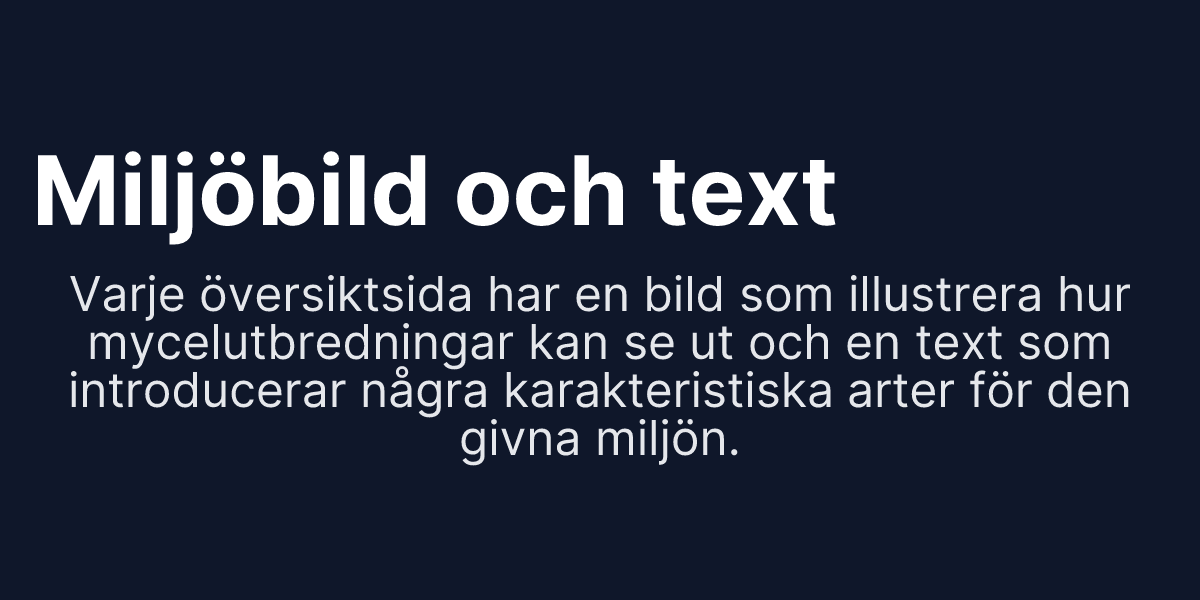 Miljöbild och text
Varje översiktsida har en bild som illustrera hur
mycelutbredningar kan se ut och en text som
introducerar några karakteristiska arter för den
givna miljön.